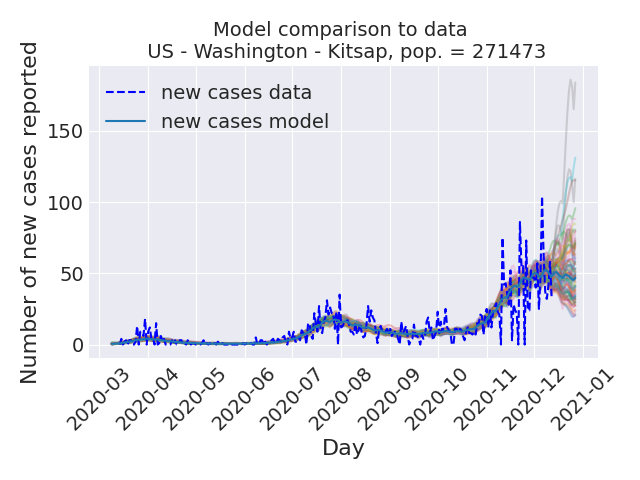 Model comparison to data
US - Washington - Kitsap, pop. = 271473
Number of new cases reported
150
100
50
0
new cases data
new cases model
2020-03
2020-04
2020-05
2020-06
2020-07
2020-08
2020-09
2020-10
2020-11
2020-12
2021-01
Day